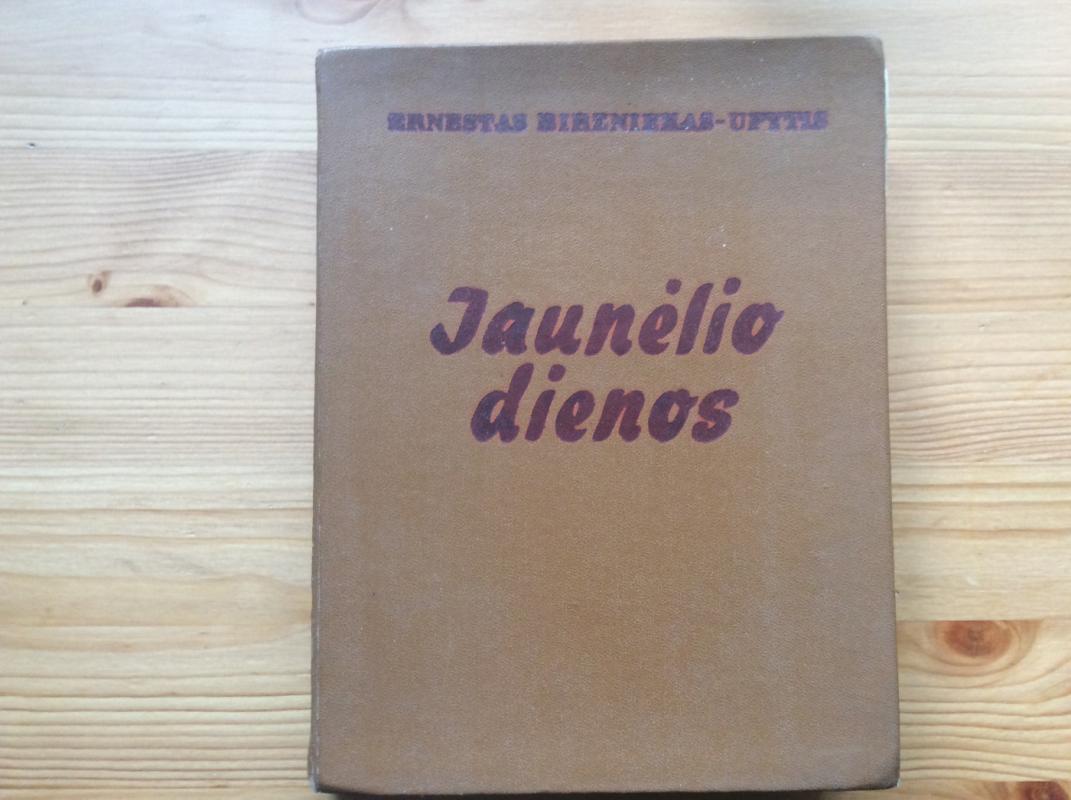 ERNESTAS BIRZNIEKAS-UPYTIS
Jaunėlio
dienos